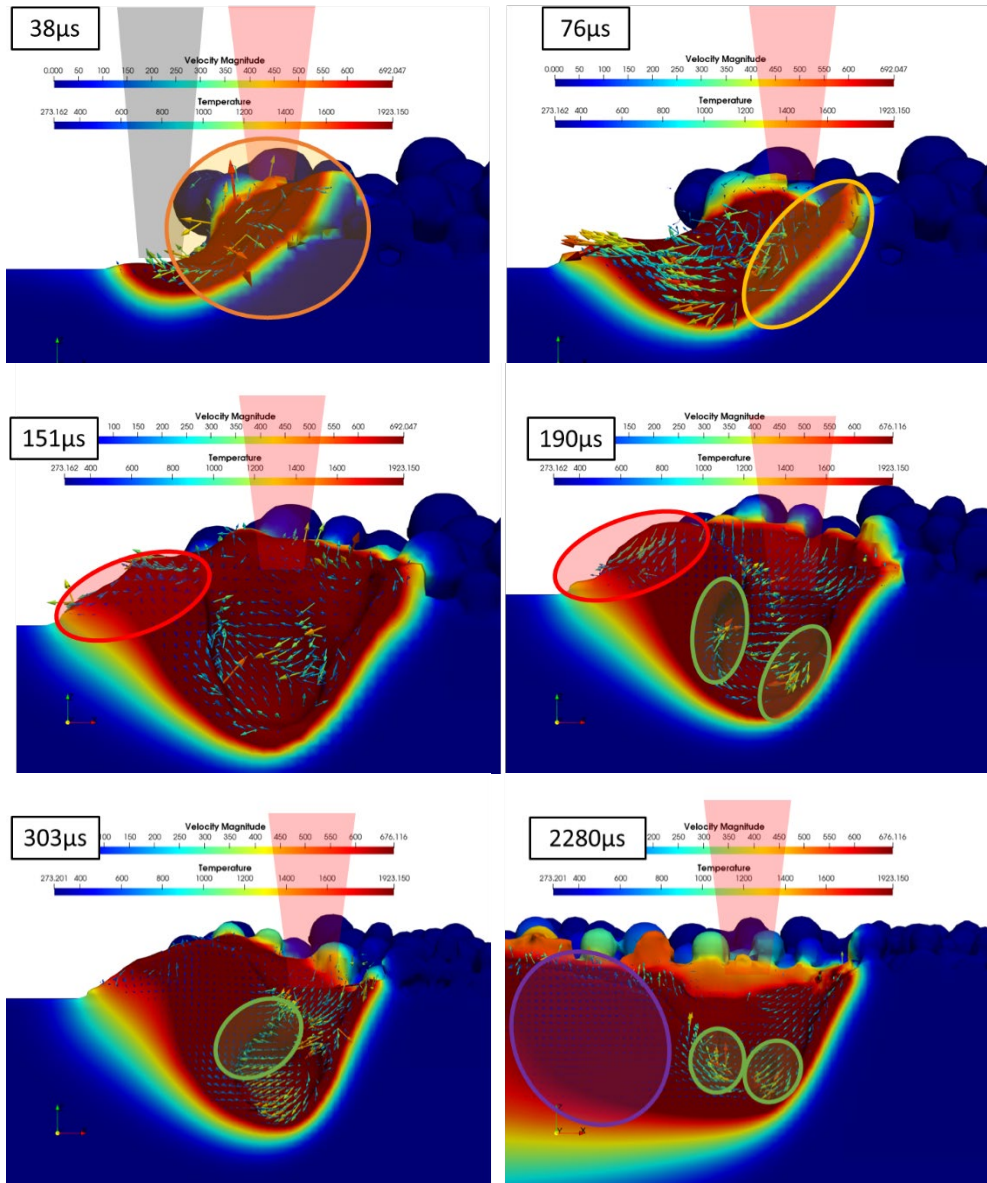 38µs
Velocity Magnitude
0.000 50 100 150 200 250 300 350 400 450 500 550 600 692.047
Temperature
273.162 400 600 800 1000 1200 1400 1600 1923.150
76µs
Velocity Magnitude
0.000 50 100 150 200 250 300 350 400 450 500 550 600 692.047
Temperature
273.162 400 600 800 1000 1200 1400 1600 1923.150
151µs
Velocity Magnitude
100 150 200 250 300 350 400 450 500 550 600 692.047
Temperature
273.162 400 600 800 1000 1200 1400 1600 1923.150
190µs
Velocity Magnitude
150 200 250 300 350 400 450 500 550 600 676.116
Temperature
273.162 400 600 800 1000 1200 1400 1600 1923.150
303µs
Velocity Magnitude
100 150 200 250 300 350 400 450 500 550 600 676.116
Temperature
273.201 400 600 800 1000 1200 1400 1600 1923.150
2280µs
Velocity Magnitude
200 250 300 350 400 450 500 550 600 676.116
Temperature
273.201 400 600 800 1000 1200 1400 1600 1923.150
Y X